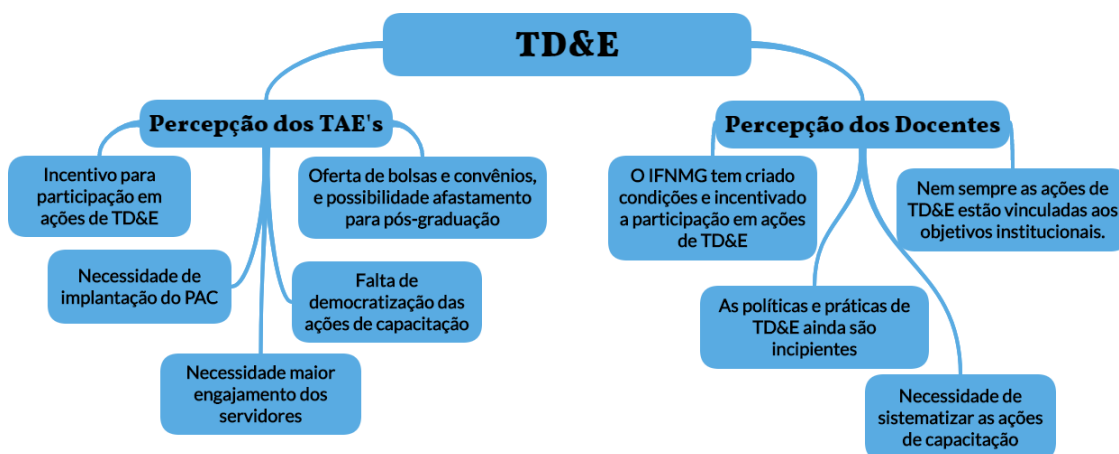 TD&E
Percepção dos TAE's
Incentivo para
participação em
ações de TD&E
Oferta de bolsas e convênios,
e possibilidade afastamento
para pós-graduação
Necessidade de
implantação do PAC
Falta de
democratização das
ações de capacitação
Necessidade maior
engajamento dos
servidores
Percepção dos Docentes
O IFNMG tem criado
condições e incentivado
a participação em ações
de TD&E
Nem sempre as ações de
TD&E estão vinculadas aos
objetivos institucionais.
As políticas e práticas de
TD&E ainda são
incipientes
Necessidade de
sistematizar as ações
de capacitação